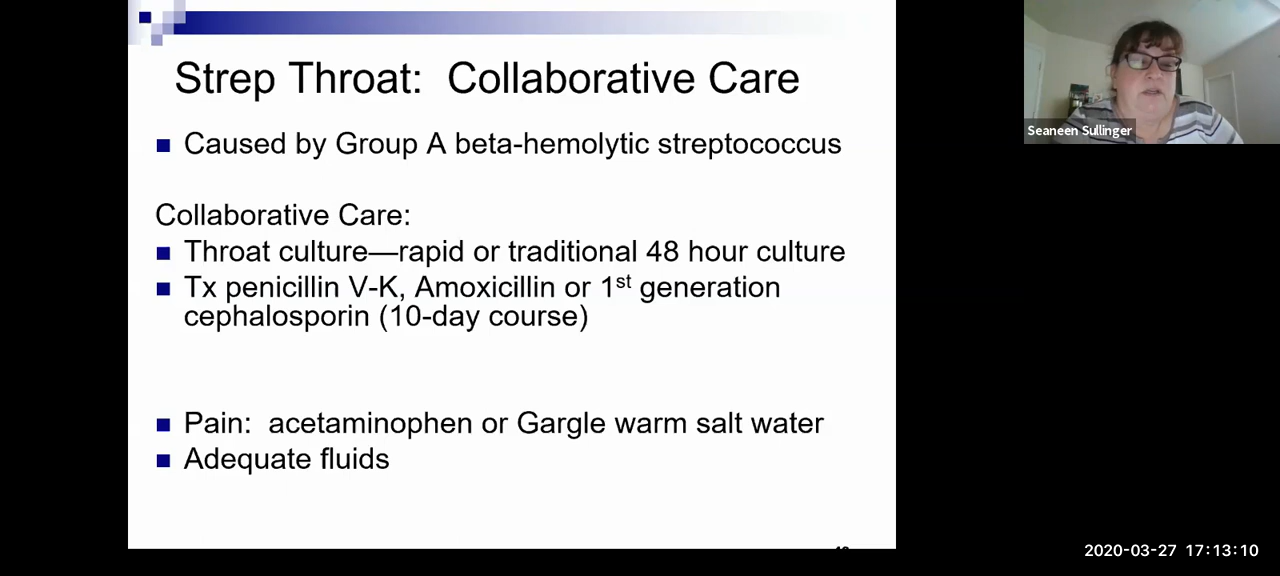 Strep Throat: Collaborative Care
Caused by Group A beta-hemolytic streptococcus
Collaborative Care:
Throat culture—rapid or traditional 48 hour culture
Tx penicillin V-K, Amoxicillin or 1st generation
cephalosporin (10-day course)
Pain: acetaminophen or Gargle warm salt water
Adequate fluids
Seaneen Sullinger
2020-03-27 17:13:10